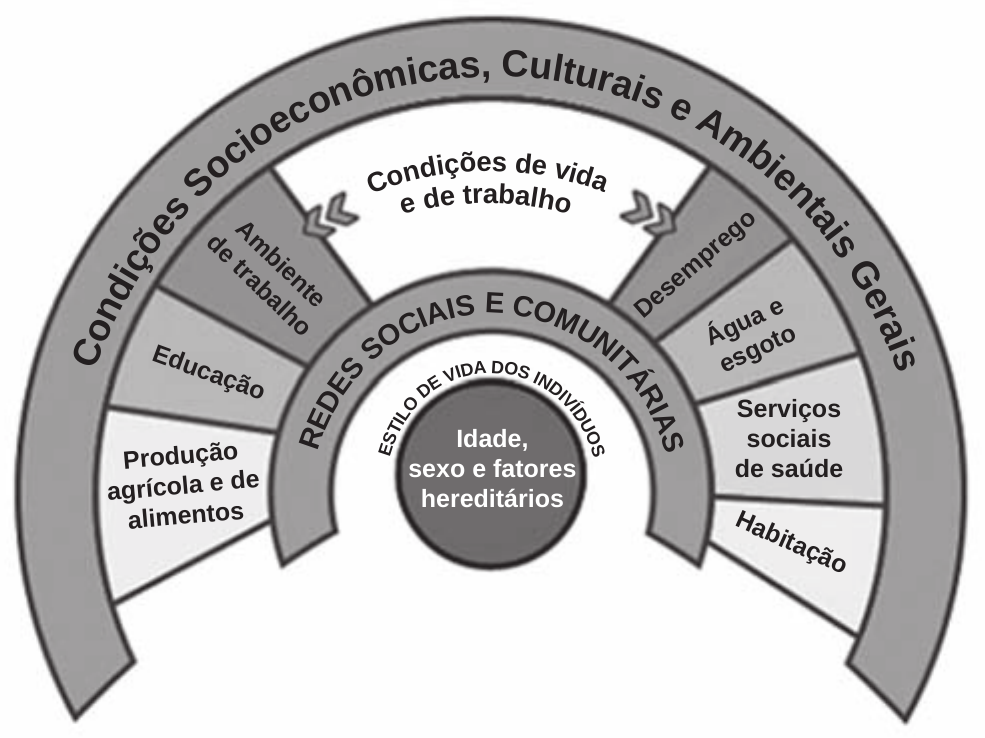 Condições Socioeconômicas, Culturais e Ambientais Gerais
Condições de vida
e de trabalho
Ambiente
de trabalho
Desemprego
Educação
Água e
esgoto
Produção
agrícola e de
alimentos
Serviços
sociais
de saúde
Habitação
REDES SOCIAIS E COMUNITÁRIAS
ESTILO DE VIDA DOS INDIVÍDUOS
Idade,
sexo e fatores
hereditários